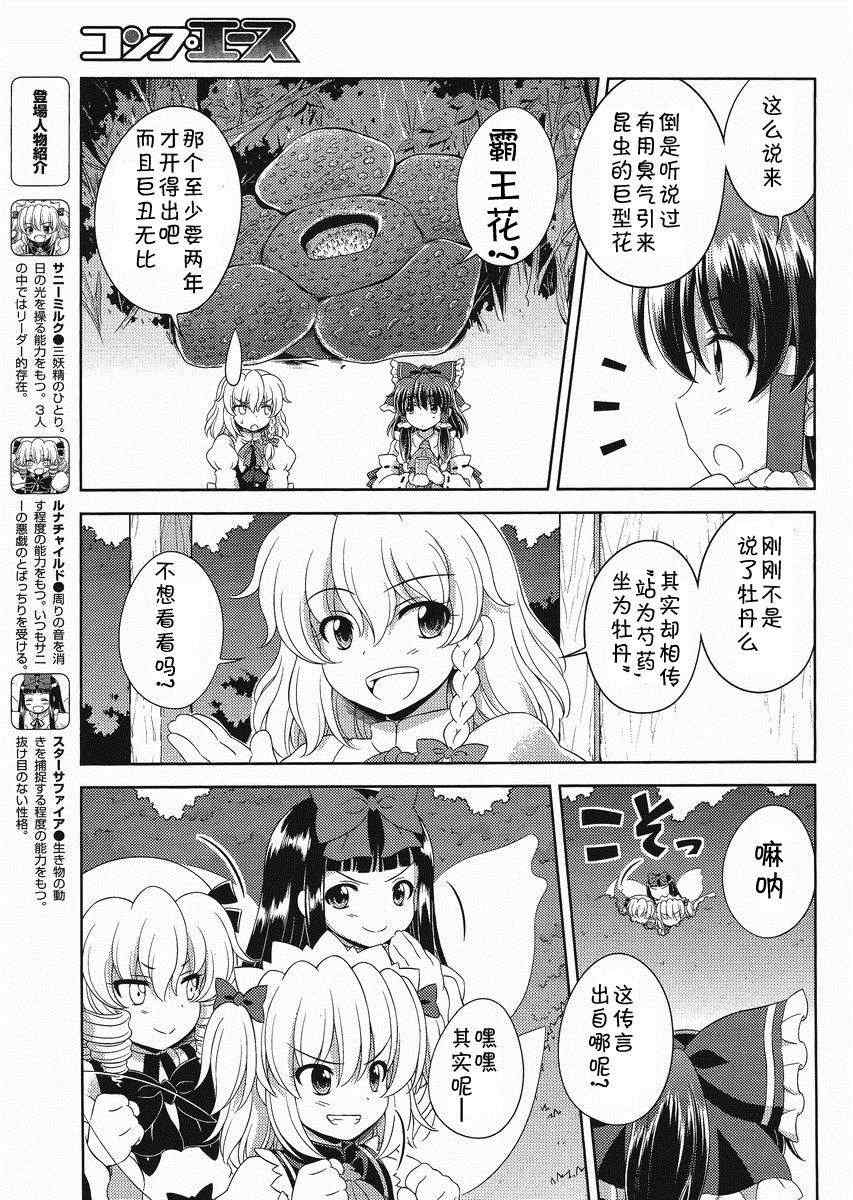 コンプ・エース
登場人物紹介
サニーミルク●三妖精のひとり。
日の光を操る能力をもつ。3人
の中ではリーダー的存在。
ルナチャイルド●周りの音を消
す程度の能力をもつ。いつもサニ
ーの悪戯のとばっちりを受ける。
スターサファイア●生き物の動
きを捕捉する程度の能力をもつ。
抜け目のない性格。
这么说来
倒是听说过
有用臭气引来
昆虫的巨型花
霸王花？
那个至少要两年
才开得出吧
而且巨丑无比
刚刚不是
说了牡丹么
其实却相传
“站为芍药，
坐为牡丹”
不想看看吗？
嘛呐
こそっ
这传言
出自哪呢？
嘿嘿
其实呢—